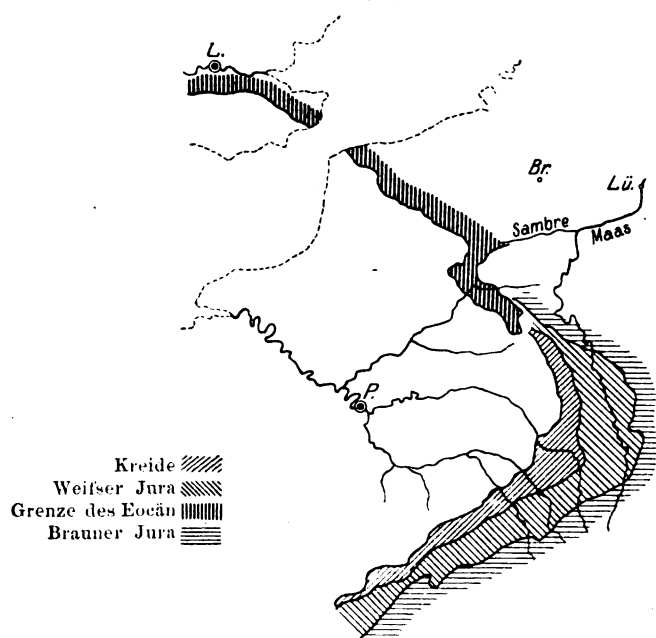 L.
Br.
Lü.
Sambre
Maas
P.
Kreide
Weifser Jura
Grenze des Eocän
Brauner Jura